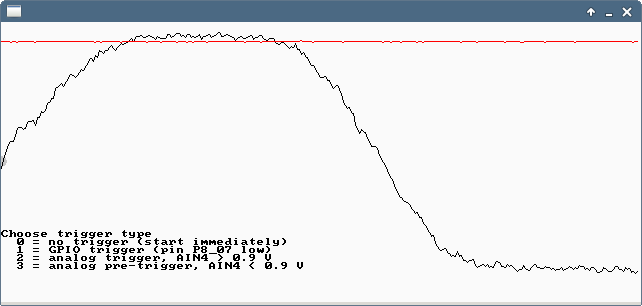 Choose trigger type
0 = no trigger (start immediately)
1 = GPIO trigger (pin P8_07 low)
2 = analog trigger, AIN4 > 0.9 V
3 = analog pre-trigger, AIN4 < 0.9 V